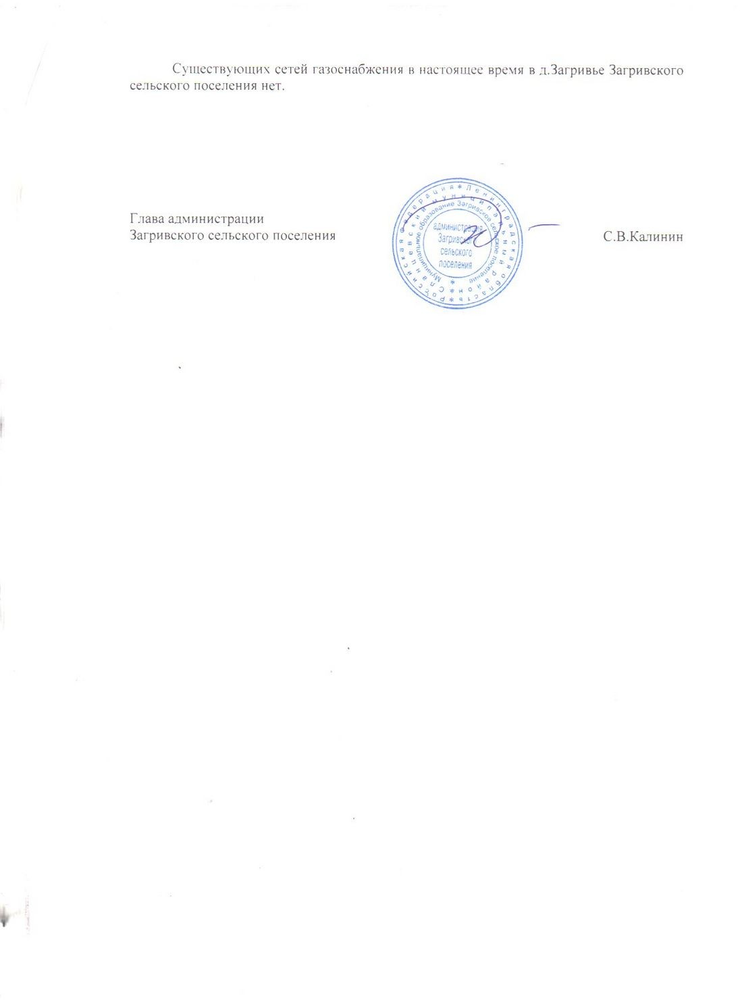 Существующих сетей газоснабжения в настоящее время в д.Загривье Загривского
сельского поселения нет.
Глава администрации
Загривского сельского поселения
С.В.Калинин
Российская Федерация * Ленинградская область *
Сланцевский муниципальный район *
Муниципальное образование Загривское сельское поселение *
администрация
Загривского
сельского
поселения